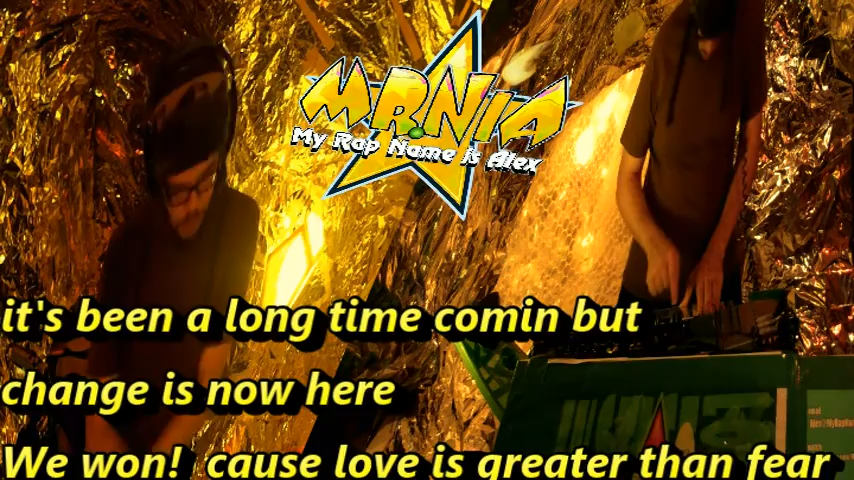 MRNIA
My Rap Name is Alex
it's been a long time comin but
change is now here
We won!  cause love is greater than fear